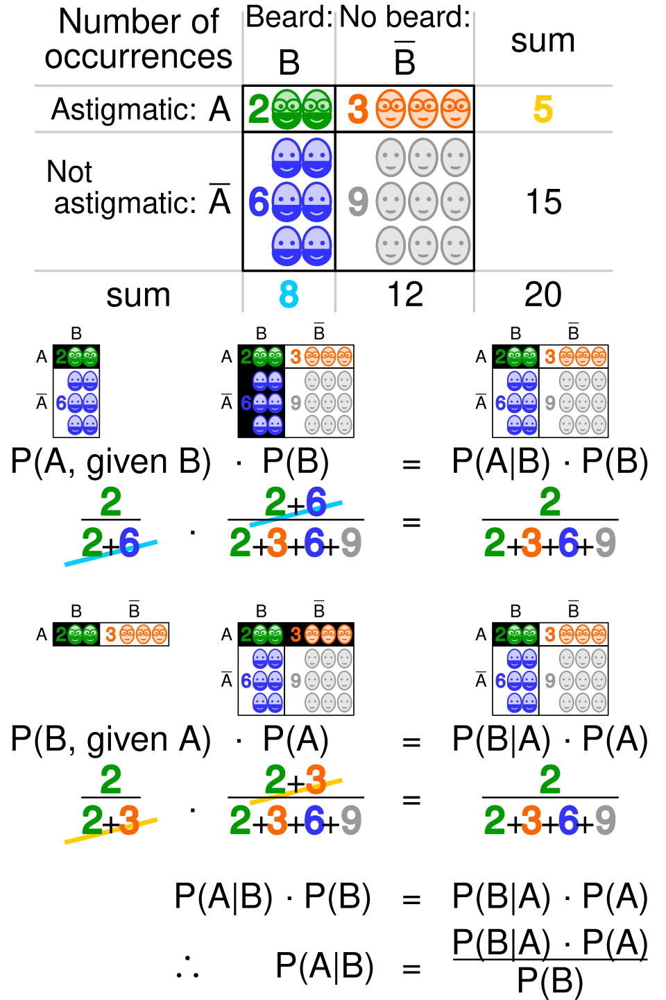 Number of occurrences
Beard: B
No beard: B̅
sum
Astigmatic: A 2 3 5
Not astigmatic: A̅ 6 9 15
sum 8 12 20
B B B̅ B B̅
A 2 A 2 3 A 2 3
A̅ 6 A̅ 6 9 A̅ 6 9
P(A, given B) · P(B) = P(A|B) · P(B)
2 2+6 2
· = 
2+6 2+3+6+9 2+3+6+9
B B̅ B B̅ B B̅
A 2 3 A 2 3 A 2 3
A̅ 6 9 A̅ 6 9
P(B, given A) · P(A) = P(B|A) · P(A)
2 2+3 2
· =
2+3 2+3+6+9 2+3+6+9
P(A|B) · P(B) = P(B|A) · P(A)
P(B|A) · P(A)
∴ P(A|B) =
P(B)